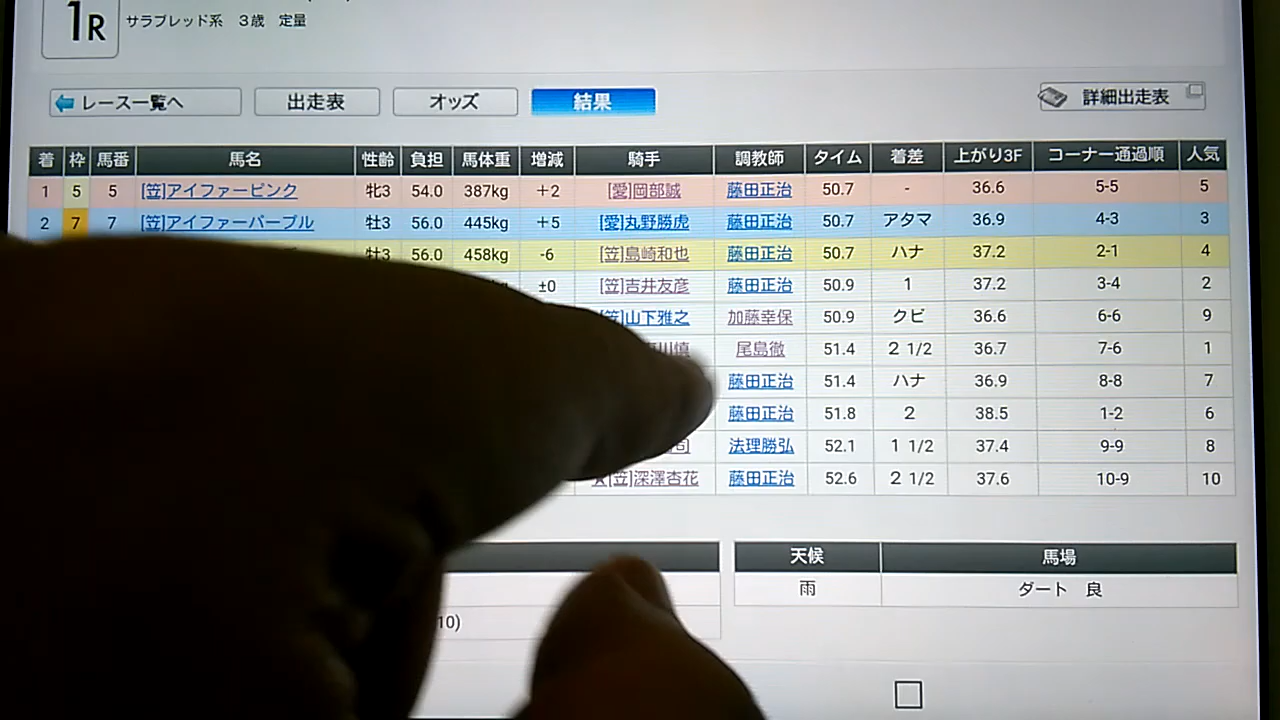 1R サラブレッド系 3歳 定量
レース一覧へ 出走表 オッズ 結果 詳細出走表
着 枠 馬番 馬名 性齢 負担 馬体重 増減 騎手 調教師 タイム 着差 上がり3F コーナー通過順 人気
1 5 5 [笠]アイファーピンク 牝3 54.0 387kg +2 [愛]岡部誠 藤田正治 50.7 - 36.6 5-5 5
2 7 7 [笠]アイファーパープル 牡3 56.0 445kg +5 [愛]丸野勝虎 藤田正治 50.7 アタマ 36.9 4-3 3
牡3 56.0 458kg -6 [笠]島崎和也 藤田正治 50.7 ハナ 37.2 2-1 4
±0 [笠]吉井友彦 藤田正治 50.9 1 37.2 3-4 2
[笠]山下雅之 加藤幸保 50.9 クビ 36.6 6-6 9
尾島徹 51.4 2 1/2 36.7 7-6 1
藤田正治 51.4 ハナ 36.9 8-8 7
藤田正治 51.8 2 38.5 1-2 6
法理勝弘 52.1 1 1/2 37.4 9-9 8
[笠]深澤杏花 藤田正治 52.6 2 1/2 37.6 10-9 10
天候 馬場
雨 ダート 良
10)